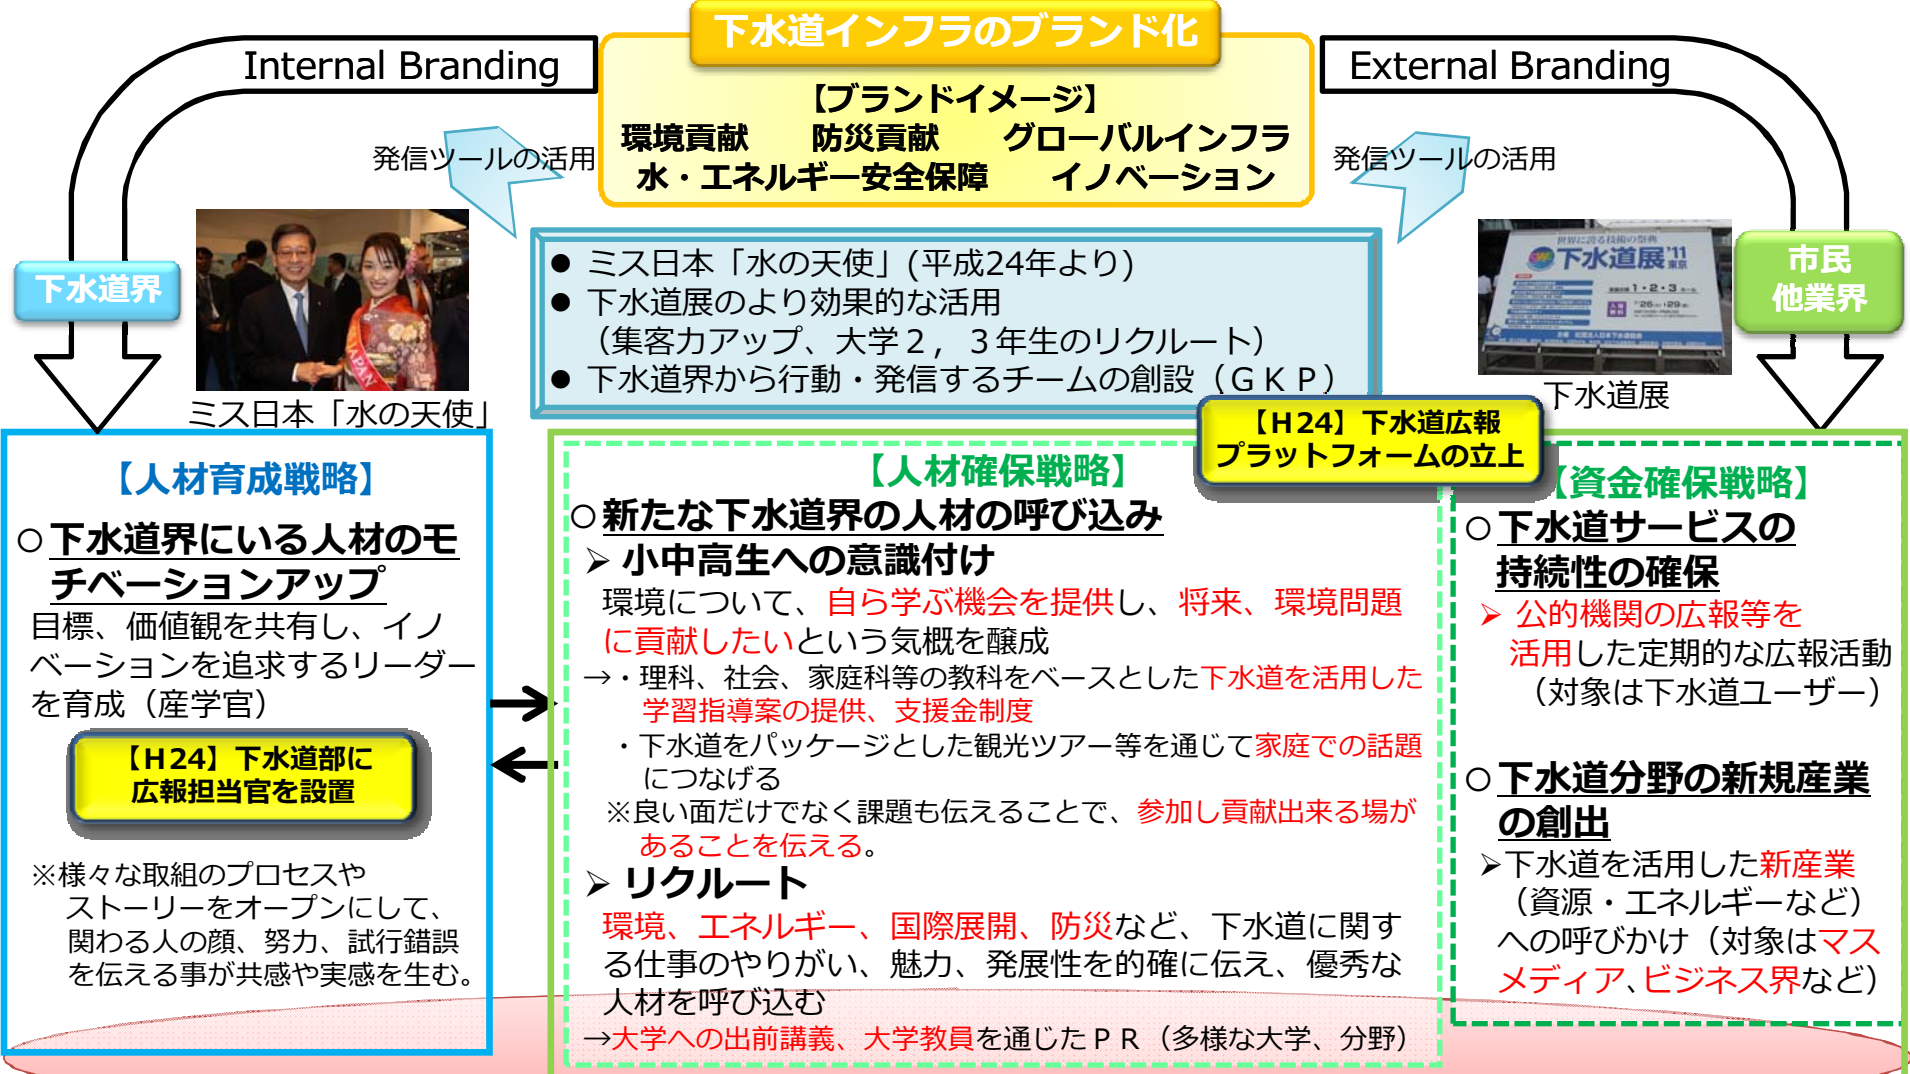 下水道インフラのブランド化
Internal Branding
External Branding
【ブランドイメージ】
環境貢献　防災貢献　グローバルインフラ
水・エネルギー安全保障　イノベーション
発信ツールの活用
発信ツールの活用
下水道界
市民
他業界
JAPAN
ミス日本「水の天使」
● ミス日本「水の天使」(平成24年より)
● 下水道展のより効果的な活用
（集客力アップ、大学２，３年生のリクルート）
● 下水道界から行動・発信するチームの創設（ＧＫＰ）
世界に誇る技術の祭典
下水道展'11
東京
下水道展
【Ｈ24】下水道広報
プラットフォームの立上
【人材育成戦略】
○下水道界にいる人材のモ
チベーションアップ
目標、価値観を共有し、イノ
ベーションを追求するリーダー
を育成（産学官）
【Ｈ24】下水道部に
広報担当官を設置
※様々な取組のプロセスや
ストーリーをオープンにして、
関わる人の顔、努力、試行錯誤
を伝える事が共感や実感を生む。
【人材確保戦略】
○新たな下水道界の人材の呼び込み
➢ 小中高生への意識付け
環境について、自ら学ぶ機会を提供し、将来、環境問題
に貢献したいという気概を醸成
→・理科、社会、家庭科等の教科をベースとした下水道を活用した
学習指導案の提供、支援金制度
・下水道をパッケージとした観光ツアー等を通じて家庭での話題
につなげる
※良い面だけでなく課題も伝えることで、参加し貢献出来る場が
あることを伝える。
➢ リクルート
環境、エネルギー、国際展開、防災など、下水道に関す
る仕事のやりがい、魅力、発展性を的確に伝え、優秀な
人材を呼び込む
→大学への出前講義、大学教員を通じたＰＲ（多様な大学、分野）
【資金確保戦略】
○下水道サービスの
持続性の確保
➢ 公的機関の広報等を
活用した定期的な広報活動
（対象は下水道ユーザー）
○下水道分野の新規産業
の創出
➢下水道を活用した新産業
（資源・エネルギーなど）
への呼びかけ（対象はマス
メディア、ビジネス界など）